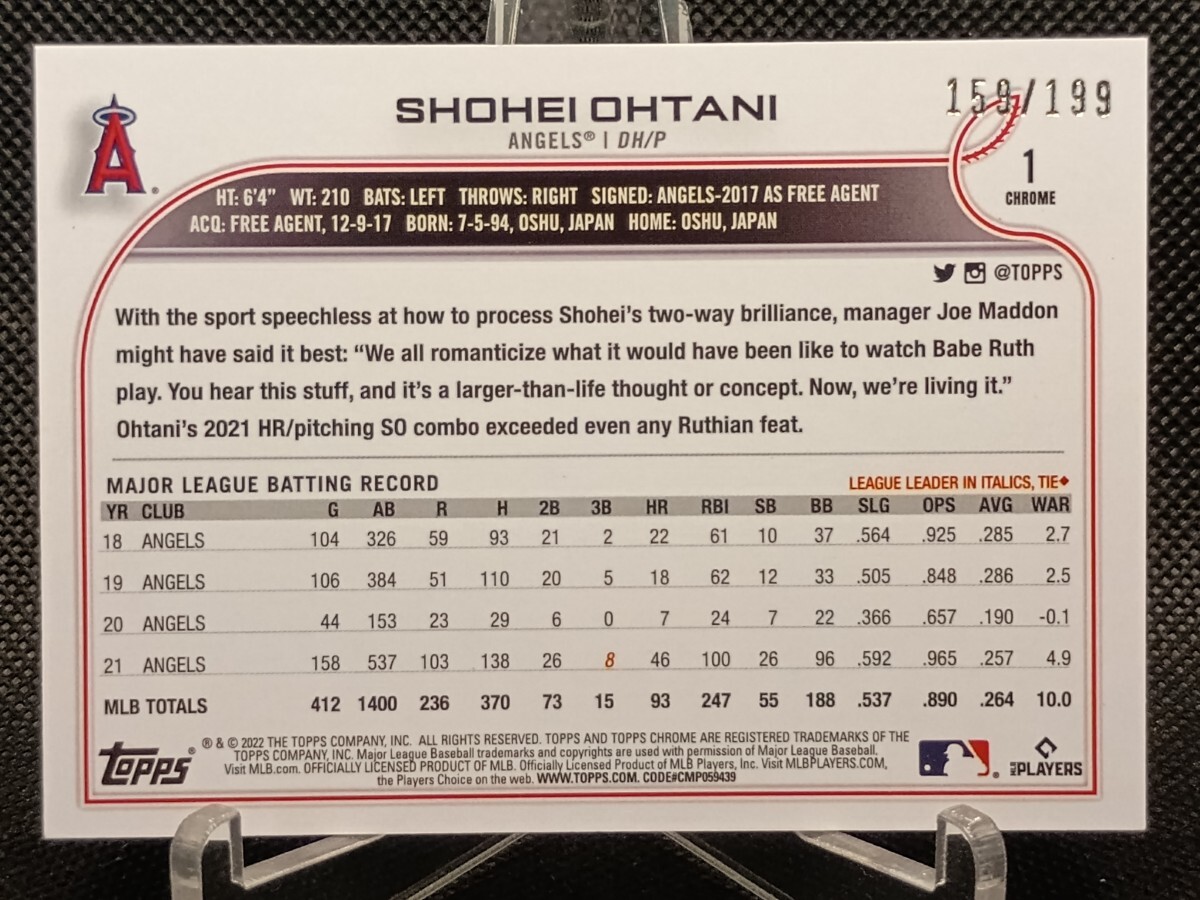 159/199
SHOHEI OHTANI
ANGELS® | DH/P
1
CHROME
A
HT: 6'4" WT: 210 BATS: LEFT THROWS: RIGHT SIGNED: ANGELS-2017 AS FREE AGENT
ACQ: FREE AGENT, 12-9-17 BORN: 7-5-94, OSHU, JAPAN HOME: OSHU, JAPAN
@TOPPS
With the sport speechless at how to process Shohei's two-way brilliance, manager Joe Maddon
might have said it best: “We all romanticize what it would have been like to watch Babe Ruth
play. You hear this stuff, and it's a larger-than-life thought or concept. Now, we're living it.”
Ohtani's 2021 HR/pitching SO combo exceeded even any Ruthian feat.
MAJOR LEAGUE BATTING RECORD LEAGUE LEADER IN ITALICS, TIE♦
YR CLUB G AB R H 2B 3B HR RBI SB BB SLG OPS AVG WAR
18 ANGELS 104 326 59 93 21 2 22 61 10 37 .564 .925 .285 2.7
19 ANGELS 106 384 51 110 20 5 18 62 12 33 .505 .848 .286 2.5
20 ANGELS 44 153 23 29 6 0 7 24 7 22 .366 .657 .190 -0.1
21 ANGELS 158 537 103 138 26 8 46 100 26 96 .592 .965 .257 4.9
MLB TOTALS 412 1400 236 370 73 15 93 247 55 188 .537 .890 .264 10.0
Topps®
® & © 2022 THE TOPPS COMPANY, INC. ALL RIGHTS RESERVED. TOPPS AND TOPPS CHROME ARE REGISTERED TRADEMARKS OF THE
TOPPS COMPANY, INC. Major League Baseball trademarks and copyrights are used with permission of Major League Baseball.
Visit MLB.com. OFFICIALLY LICENSED PRODUCT OF MLB. Officially Licensed Product of MLB Players, Inc. Visit MLBPLAYERS.COM,
the Players Choice on the web. WWW.TOPPS.COM. CODE#CMP059439
MLB PLAYERS